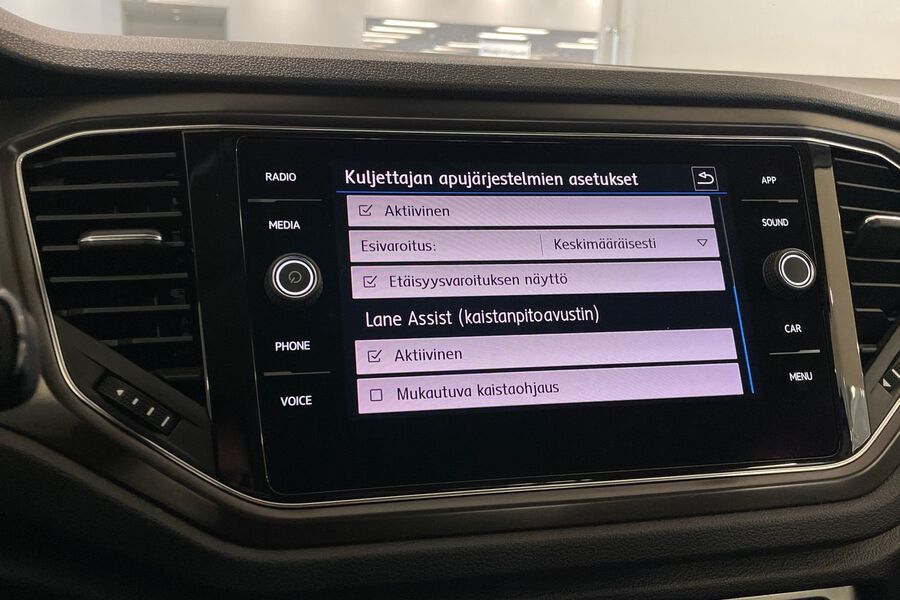 RADIO
MEDIA
PHONE
VOICE
Kuljettajan apujärjestelmien asetukset
Aktiivinen
Esivaroitus: Keskimääräisesti
Etäisyysvaroituksen näyttö
Lane Assist (kaistanpitoavustin)
Aktiivinen
Mukautuva kaistaohjaus
APP
SOUND
CAR
MENU